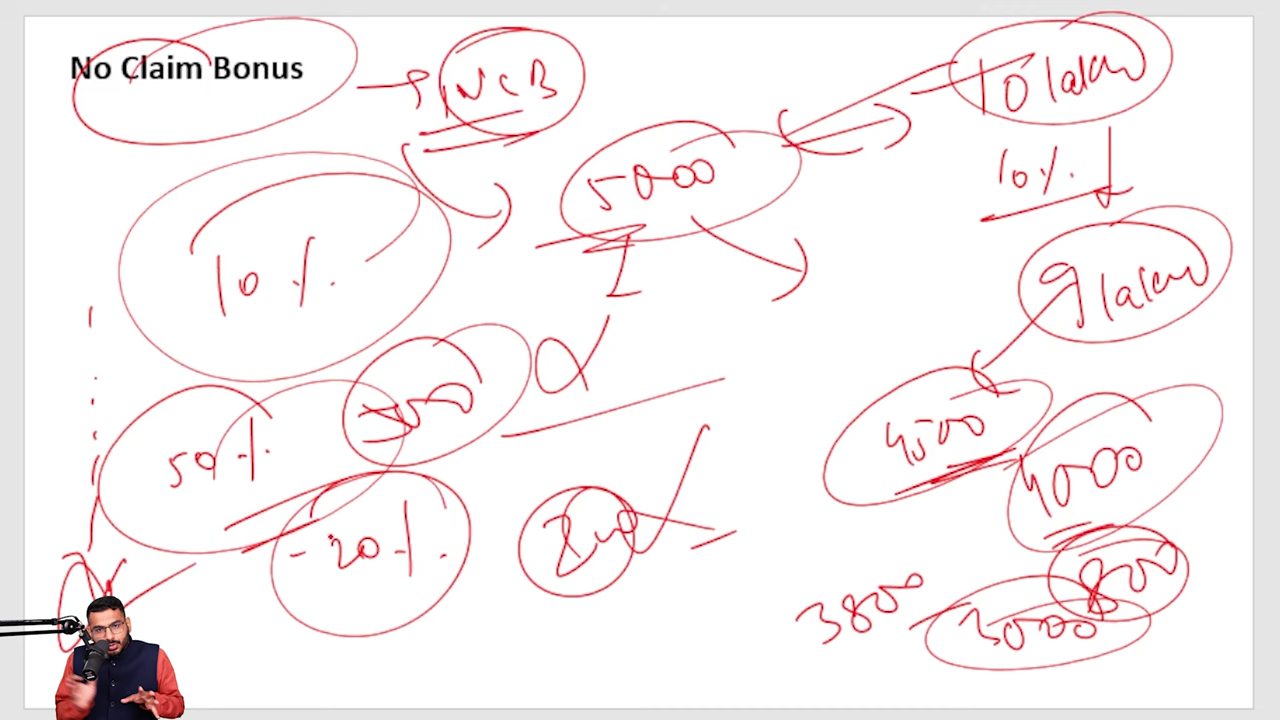 No Claim Bonus
NCB
10 lakh
5000
10%.
10 %.
9 lakh
50%.
4500
4000
-20%.
800
3800
3000